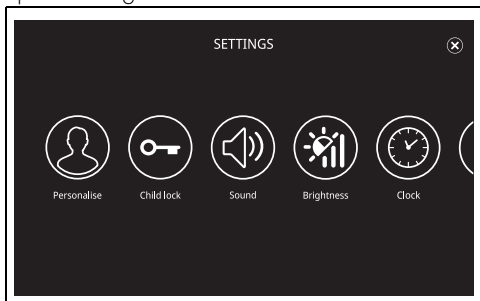 SETTINGS
Personalise
Child lock
Sound
Brightness
Clock